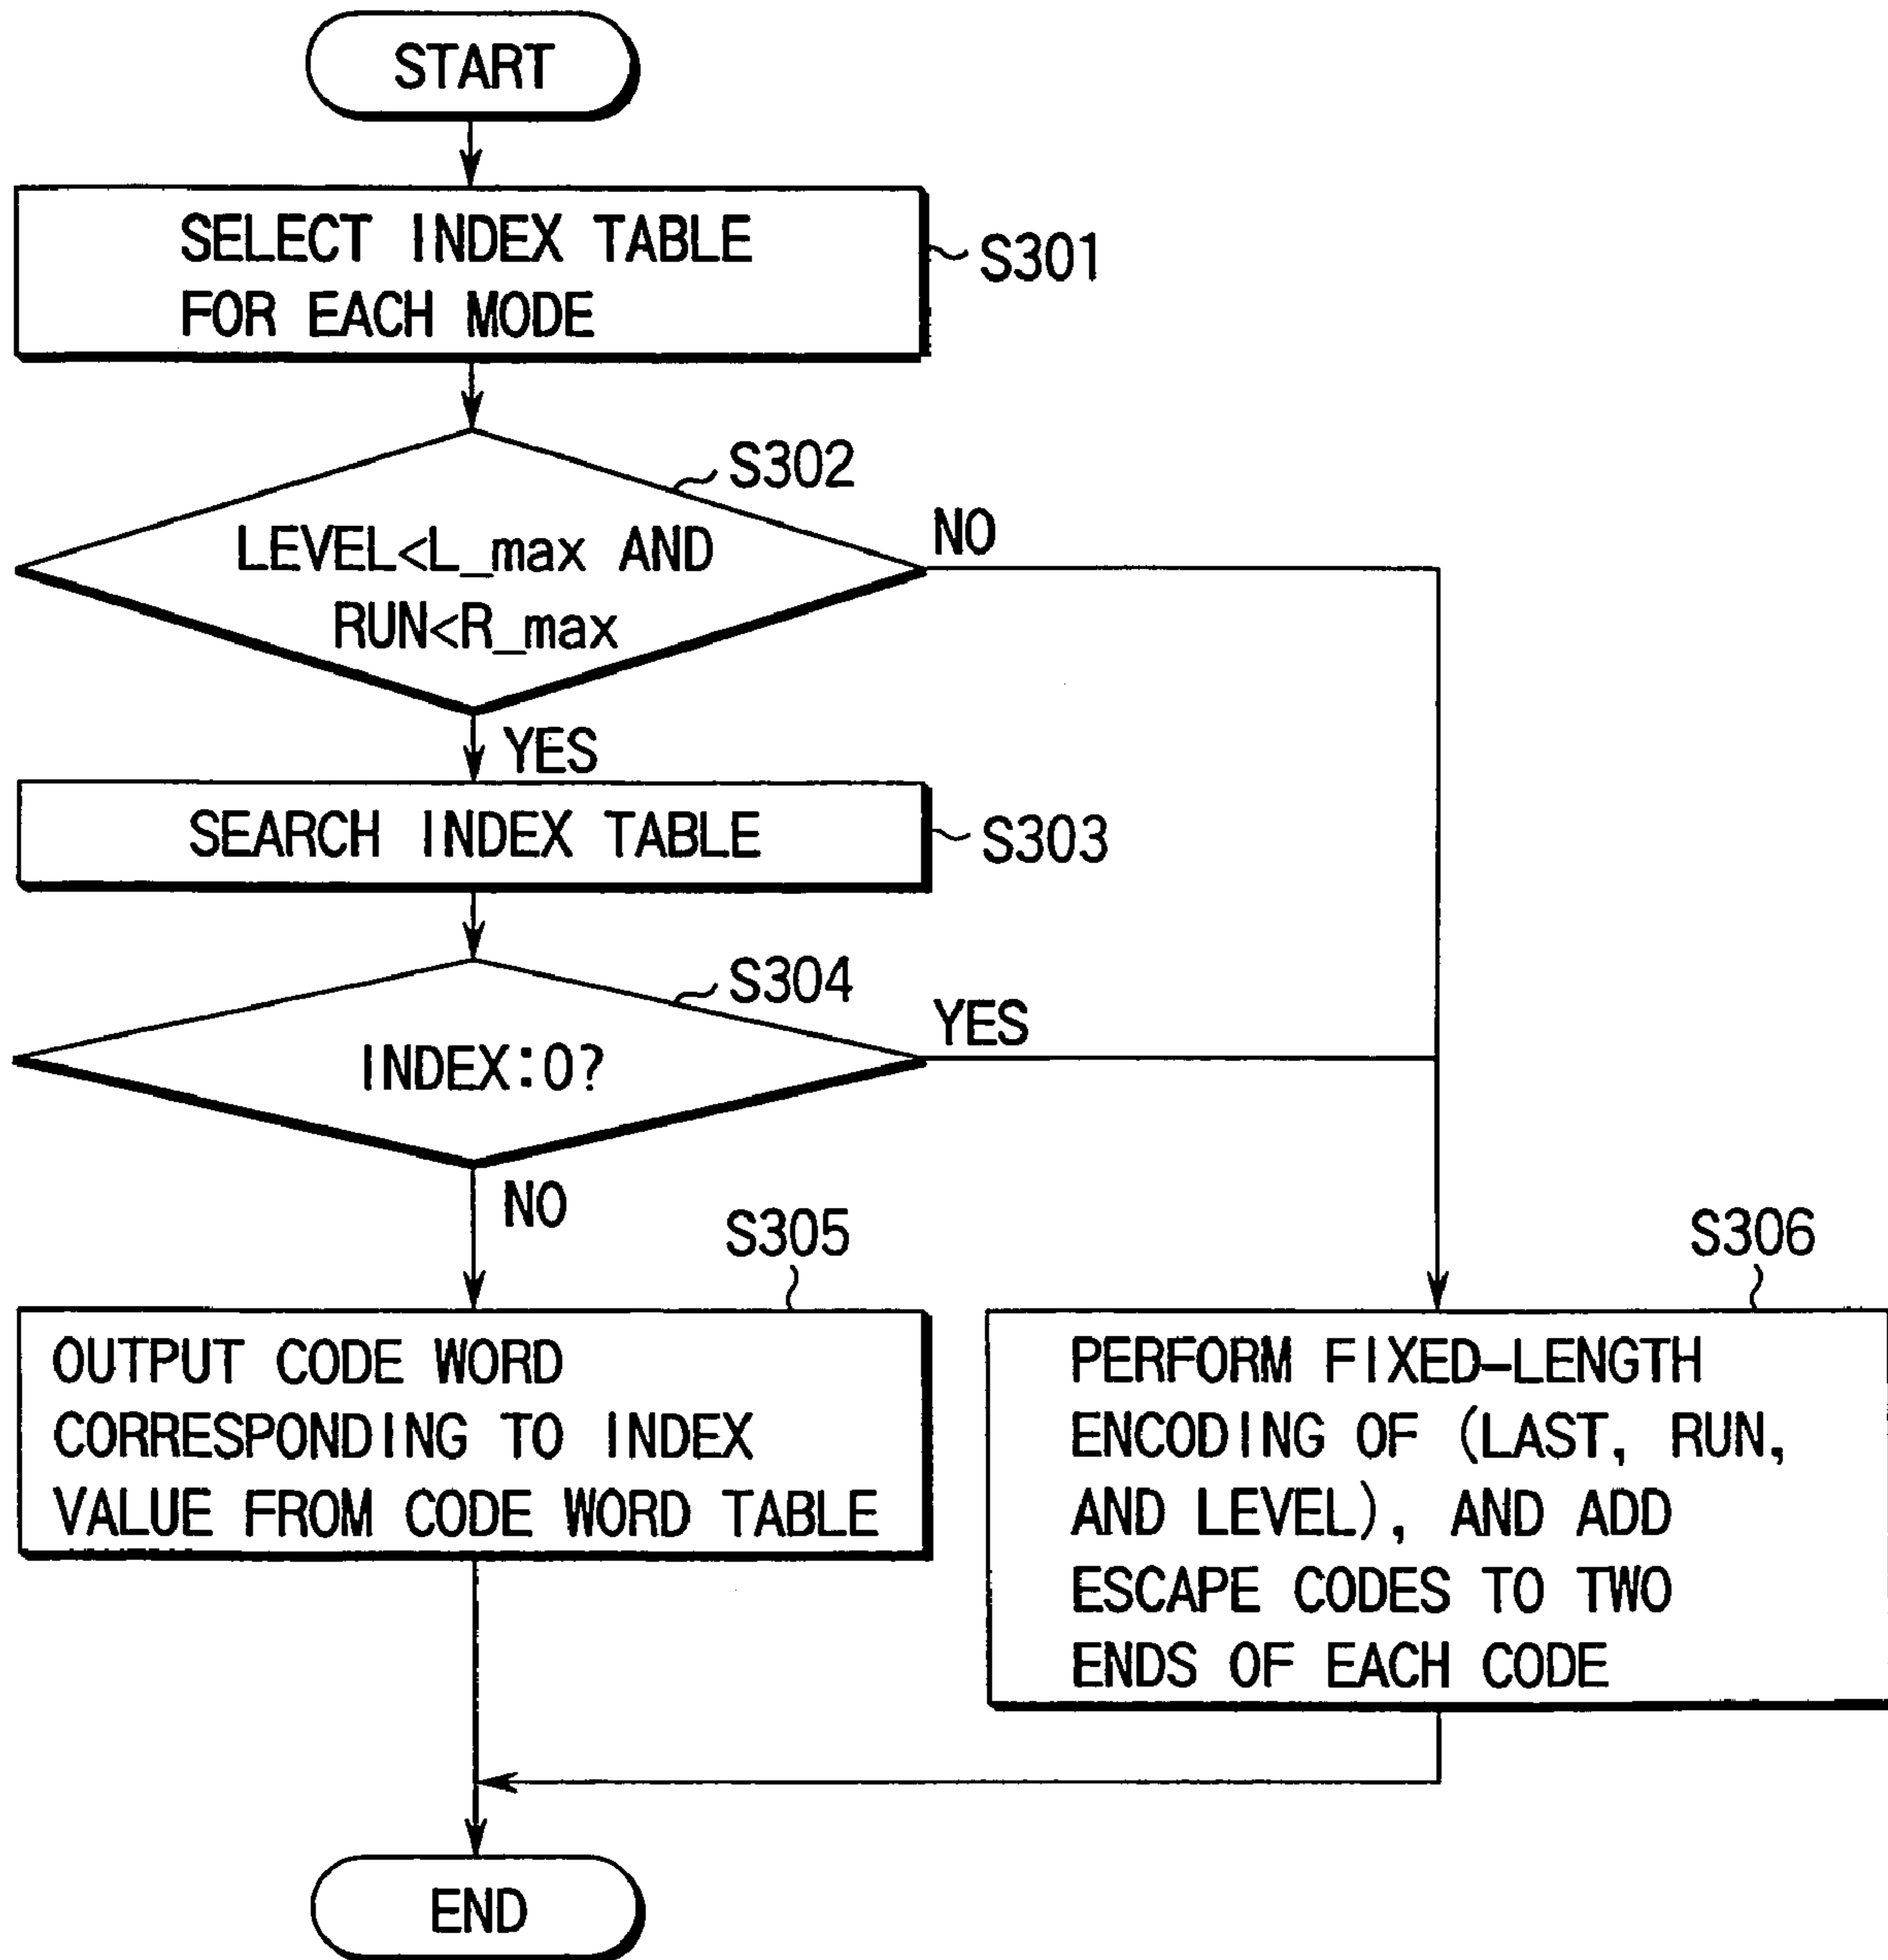 START
SELECT INDEX TABLE
FOR EACH MODE
S301
S302
LEVEL<L_max AND
RUN<R_max
NO
YES
SEARCH INDEX TABLE
S303
S304
INDEX:0?
YES
NO
S305
OUTPUT CODE WORD
CORRESPONDING TO INDEX
VALUE FROM CODE WORD TABLE
S306
PERFORM FIXED-LENGTH
ENCODING OF (LAST, RUN,
AND LEVEL), AND ADD
ESCAPE CODES TO TWO
ENDS OF EACH CODE
END